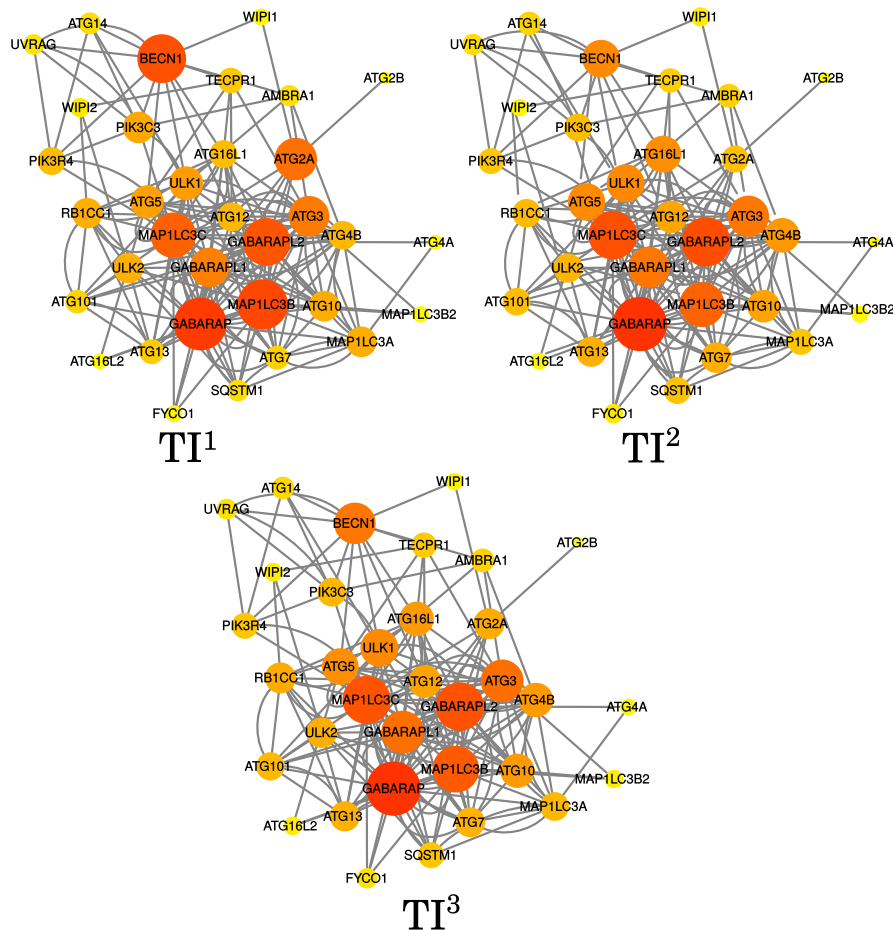 WIPI1
ATG14
UVRAG
BECN1
ATG2B
TECPR1
AMBRA1
WIPI2
PIK3C3
PIK3R4
ATG16L1
ATG2A
ULK1
ATG5
RB1CC1
ATG12
ATG3
MAP1LC3C
GABARAPL2
ATG4B
ATG4A
ULK2
GABARAPL1
ATG101
MAP1LC3B
ATG10
MAP1LC3B2
GABARAP
MAP1LC3A
ATG13
ATG7
ATG16L2
SQSTM1
FYCO1
TI¹
WIPI1
ATG14
UVRAG
BECN1
ATG2B
TECPR1
AMBRA1
WIPI2
PIK3C3
PIK3R4
ATG16L1
ATG2A
ULK1
ATG5
RB1CC1
ATG12
ATG3
MAP1LC3C
GABARAPL2
ATG4B
ATG4A
ULK2
GABARAPL1
ATG101
MAP1LC3B
ATG10
MAP1LC3B2
GABARAP
MAP1LC3A
ATG13
ATG7
ATG16L2
SQSTM1
FYCO1
TI²
WIPI1
ATG14
UVRAG
BECN1
ATG2B
TECPR1
AMBRA1
WIPI2
PIK3C3
PIK3R4
ATG16L1
ATG2A
ULK1
ATG5
RB1CC1
ATG12
ATG3
MAP1LC3C
GABARAPL2
ATG4B
ATG4A
ULK2
GABARAPL1
ATG101
MAP1LC3B
ATG10
MAP1LC3B2
GABARAP
MAP1LC3A
ATG13
ATG7
ATG16L2
SQSTM1
FYCO1
TI³